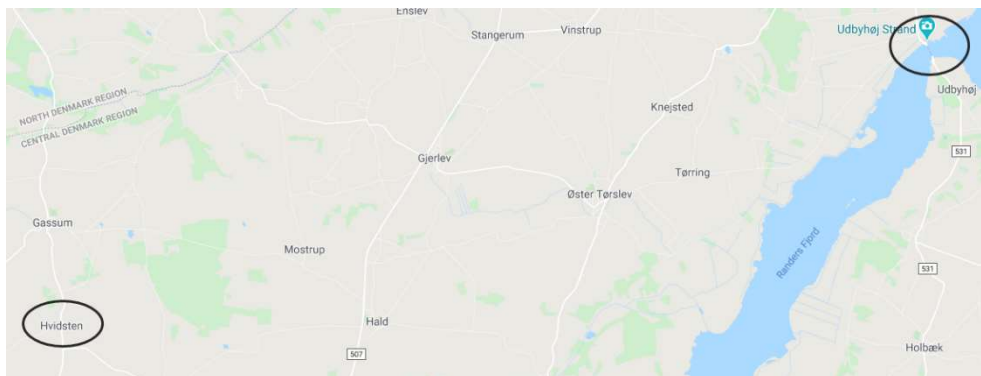 Enslev
Stangerum
Vinstrup
Udbyhøj Strand
Udbyhøj
NORTH DENMARK REGION
CENTRAL DENMARK REGION
Knejsted
531
Gjerlev
Tørring
Øster Tørslev
Gassum
Mostrup
Randers Fjord
531
Hvidsten
Hald
507
Holbæk